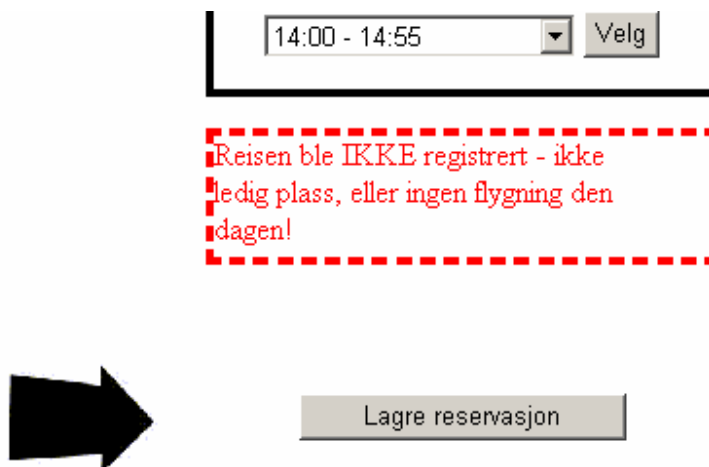 14:00 - 14:55 Velg
Reisen ble IKKE registrert - ikke
ledig plass, eller ingen flygning den
dagen!
Lagre reservasjon